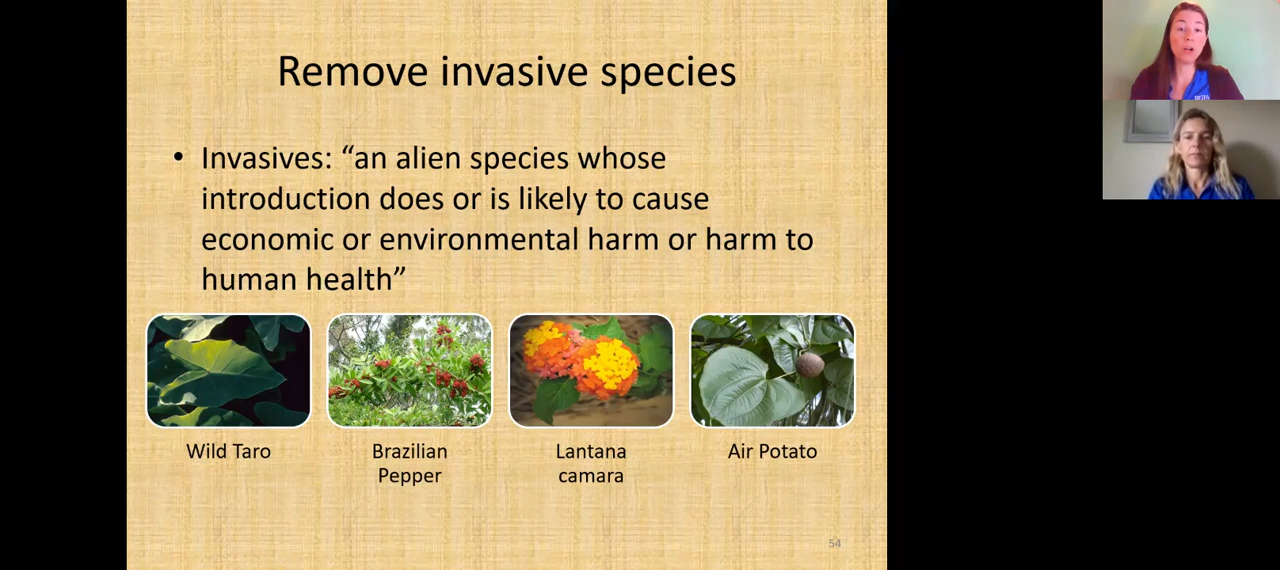 Remove invasive species
• Invasives: “an alien species whose
introduction does or is likely to cause
economic or environmental harm or harm to
human health”
Wild Taro
Brazilian
Pepper
Lantana
camara
Air Potato
54